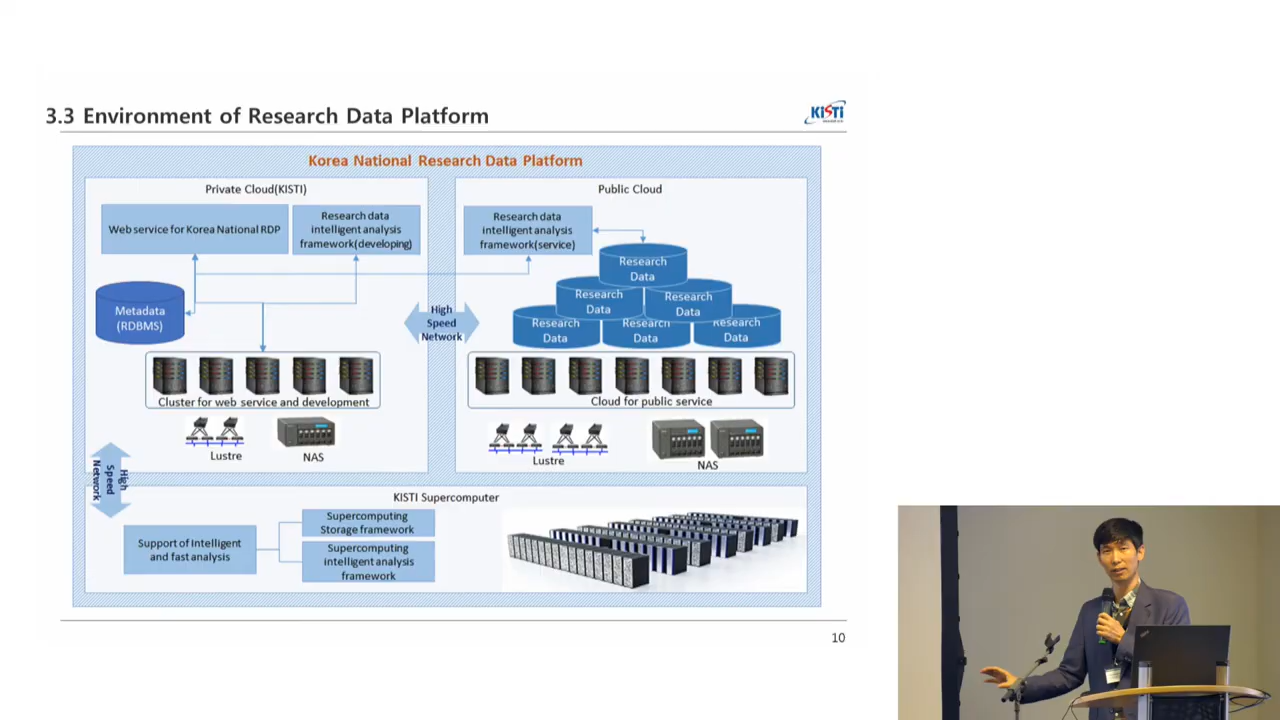 3.3 Environment of Research Data Platform
KiSTi
Korea National Research Data Platform
Private Cloud(KISTI)
Web service for Korea National RDP
Research data
intelligent analysis
framework(developing)
Metadata
(RDBMS)
Cluster for web service and development
Lustre
NAS
High
Speed
Network
Public Cloud
Research data
intelligent analysis
framework(service)
Research
Data
Research
Data
Research
Data
Research
Data
Research
Data
Research
Data
Cloud for public service
Lustre
NAS
High
Speed
Network
KISTI Supercomputer
Support of Intelligent
and fast analysis
Supercomputing
Storage framework
Supercomputing
intelligent analysis
framework
10